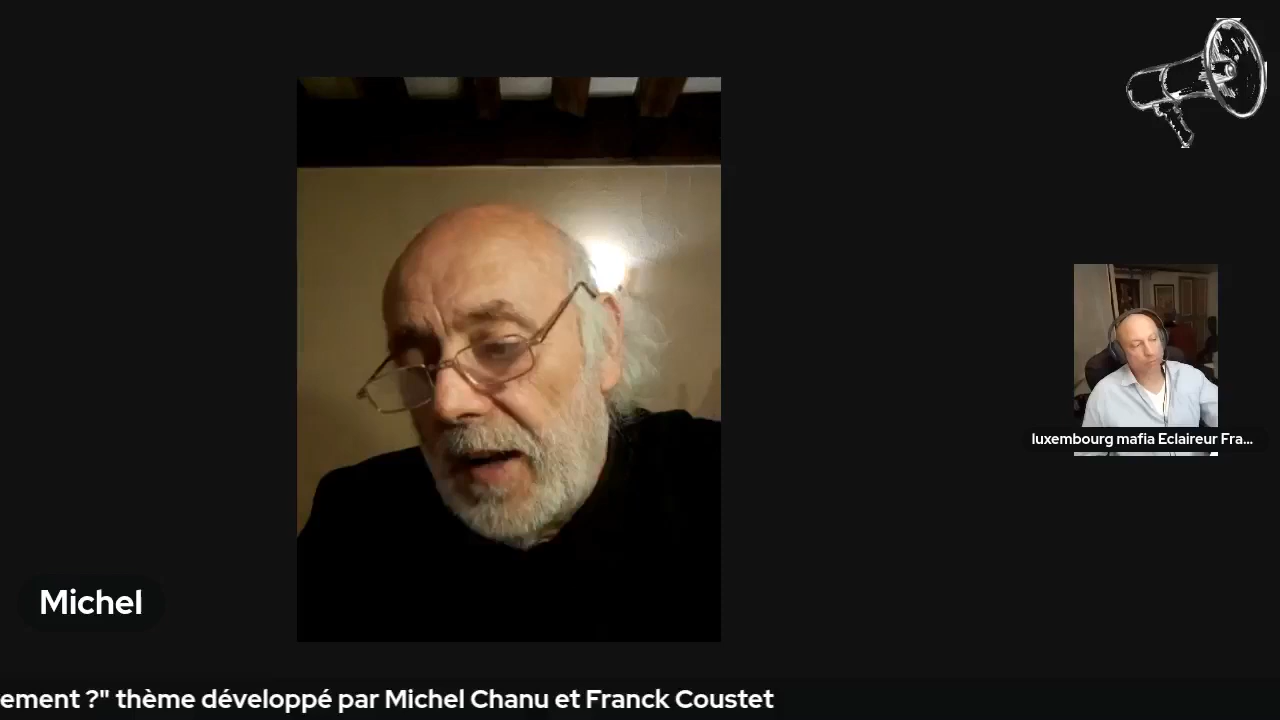 luxembourg mafia Eclaireur Fra...
Michel
ement ?" thème développé par Michel Chanu et Franck Coustet